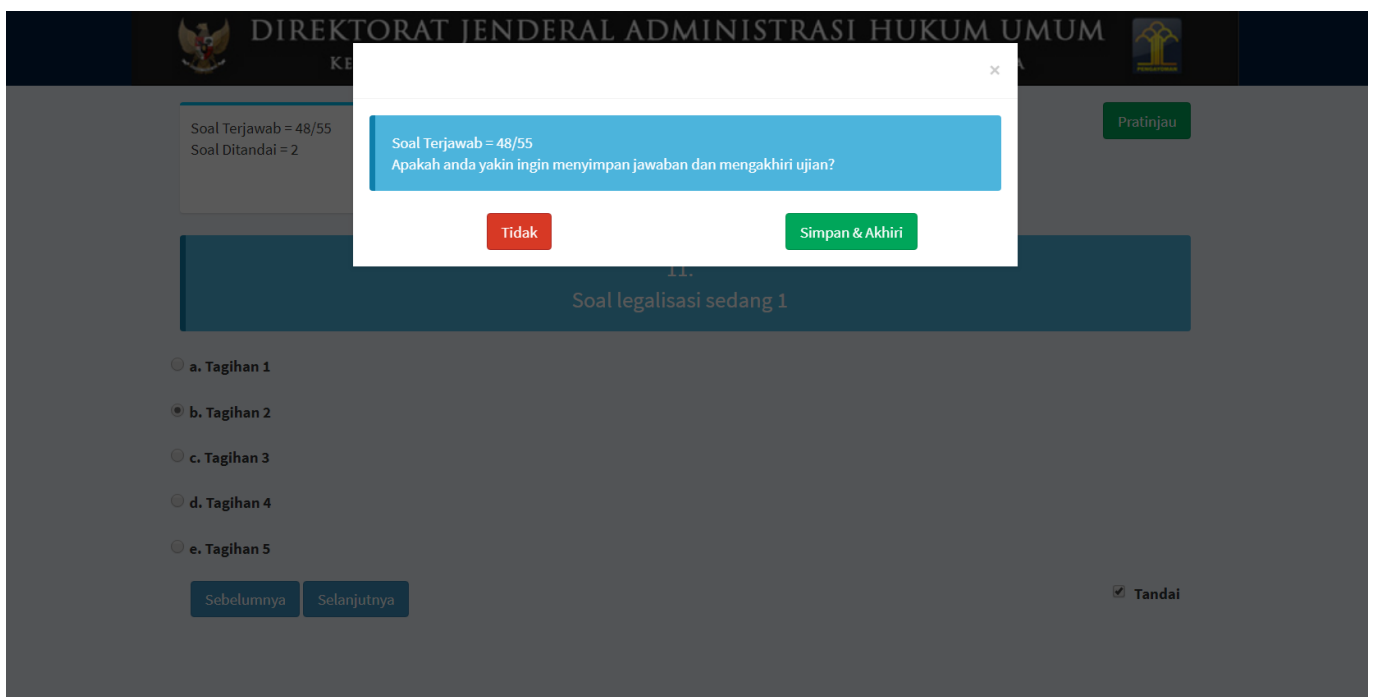 DIREKTORAT JENDERAL ADMINISTRASI HUKUM UMUM
KE
×
Soal Terjawab = 48/55
Soal Ditandai = 2
Pratinjau
Soal Terjawab = 48/55
Apakah anda yakin ingin menyimpan jawaban dan mengakhiri ujian?
Tidak
Simpan & Akhiri
11.
Soal legalisasi sedang 1
a. Tagihan 1
b. Tagihan 2
c. Tagihan 3
d. Tagihan 4
e. Tagihan 5
Sebelumnya
Selanjutnya
Tandai